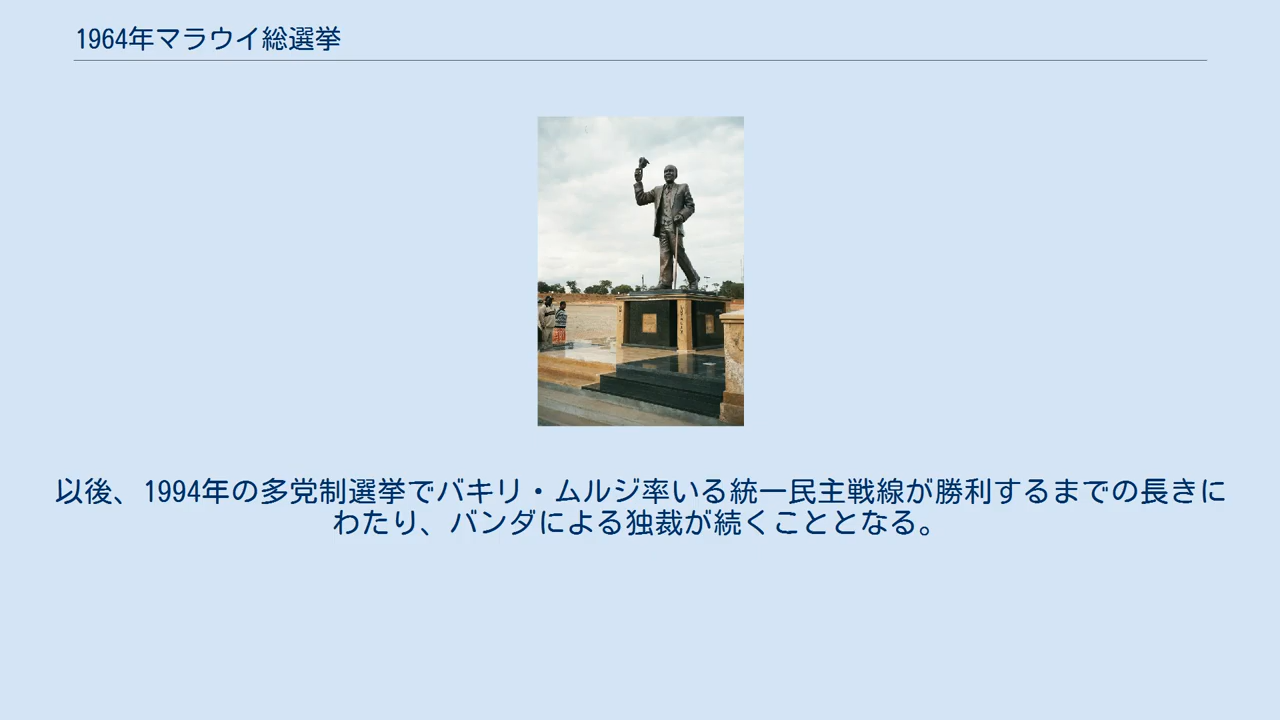 1964年マラウイ総選挙
以後、1994年の多党制選挙でバキリ・ムルジ率いる統一民主戦線が勝利するまでの長きに
わたり、バンダによる独裁が続くこととなる。